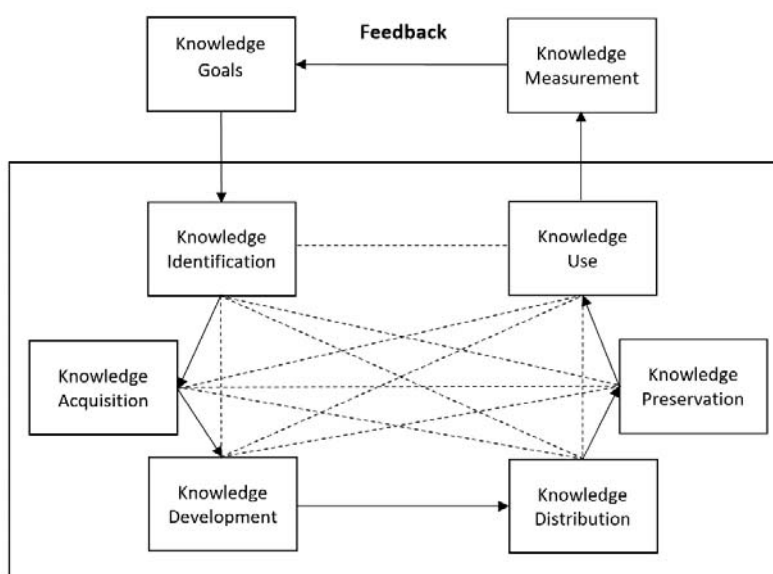 Knowledge
Goals
Feedback
Knowledge
Measurement
Knowledge
Identification
Knowledge
Use
Knowledge
Acquisition
Knowledge
Preservation
Knowledge
Development
Knowledge
Distribution